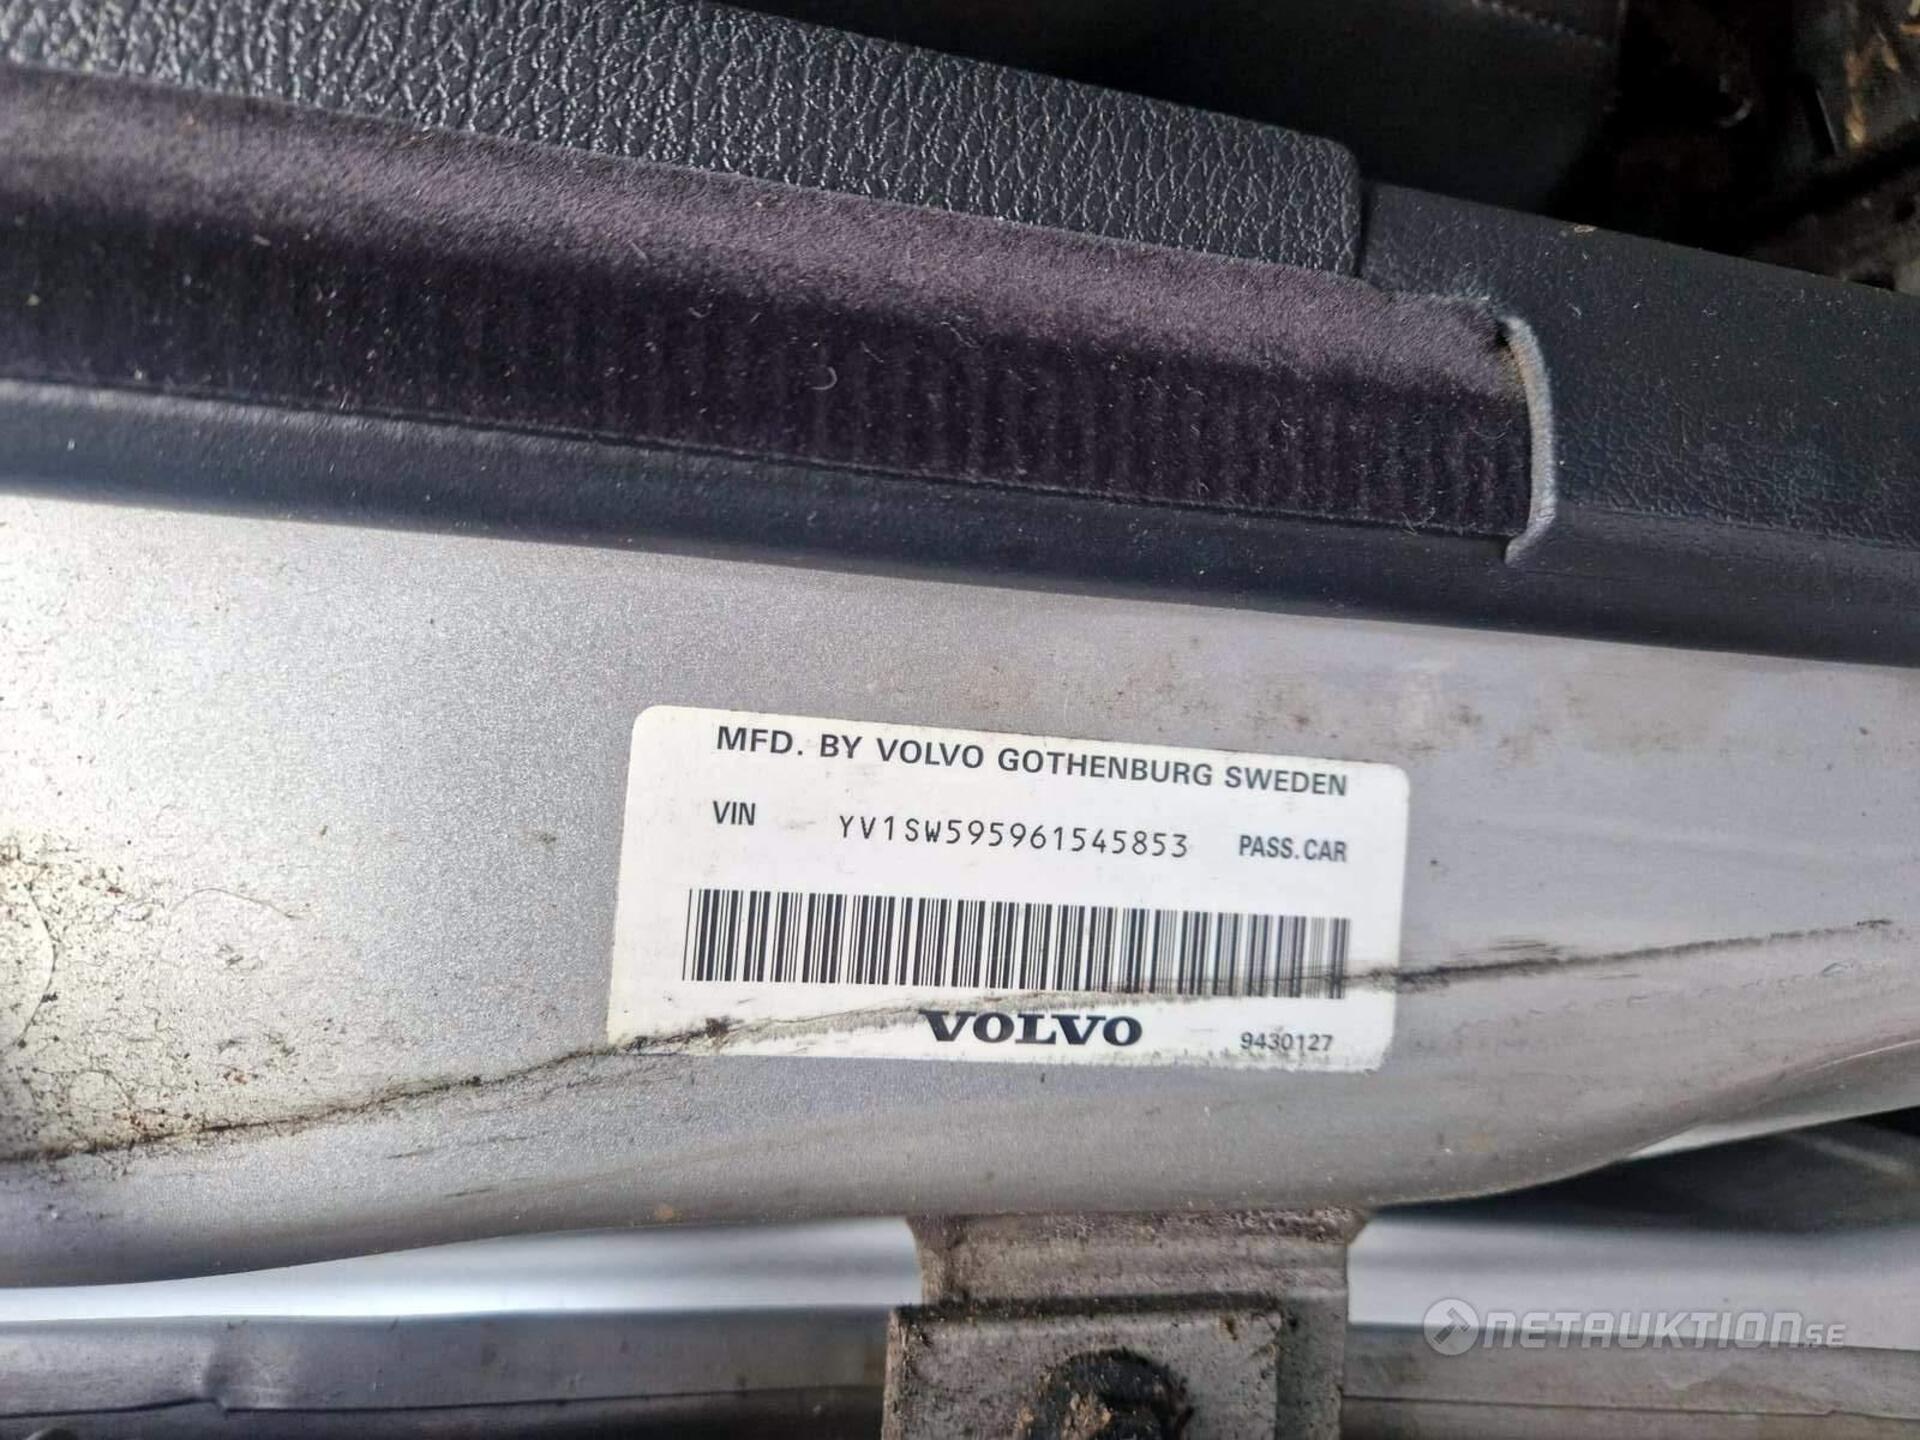 MFD. BY VOLVO GOTHENBURG SWEDEN
VIN YV1SW595961545853 PASS.CAR
VOLVO 9430127
NETAUKTION.SE